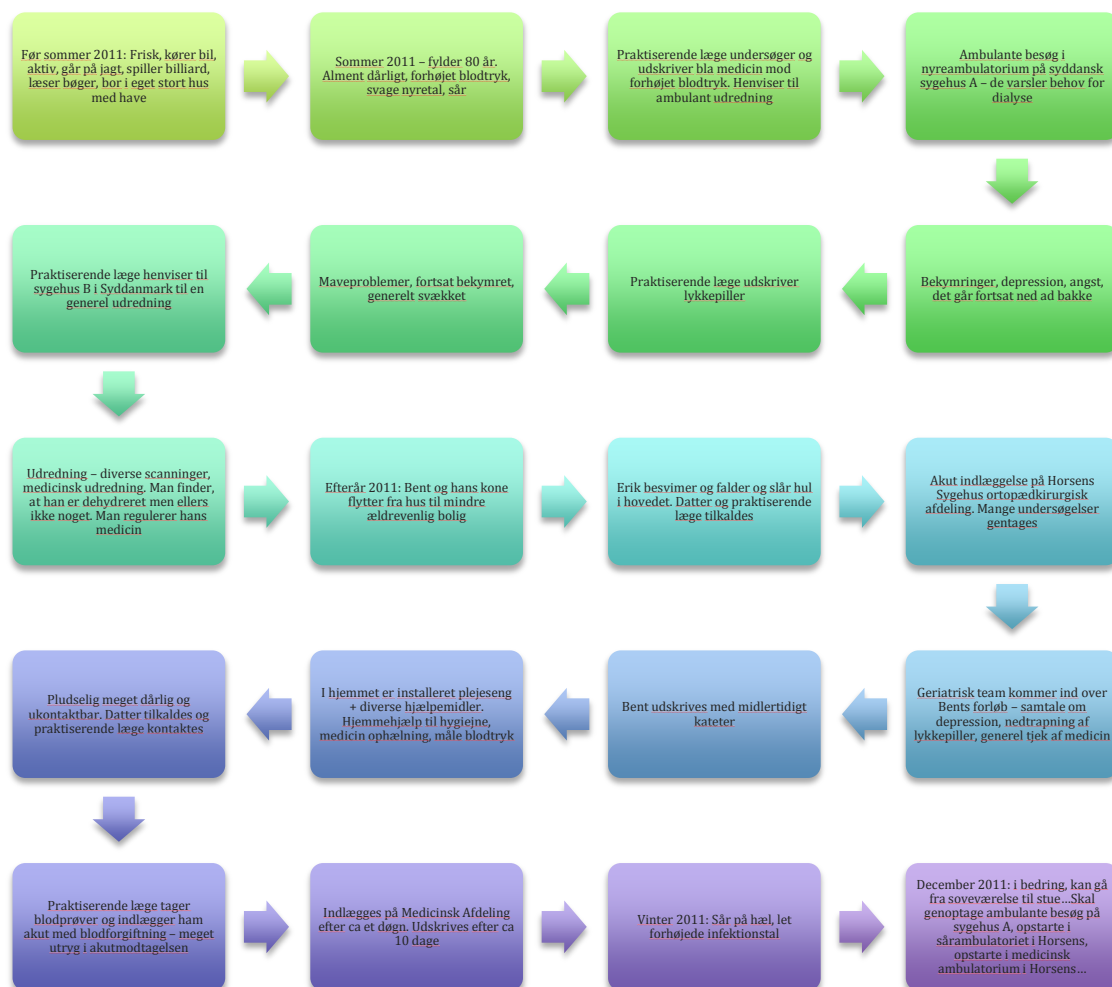 Før sommer 2011: Frisk, kører bil,
aktiv, går på jagt, spiller billiard,
læser bøger, bor i eget stort hus
med have
Sommer 2011 – fylder 80 år.
Alment dårligt, forhøjet blodtryk,
svage nyretal, sår
Praktiserende læge undersøger og
udskriver bla medicin mod
forhøjet blodtryk. Henviser til
ambulant udredning
Ambulante besøg i
nyreambulatorium på syddansk
sygehus A – de varsler behov for
dialyse
Bekymringer, depression, angst,
det går fortsat ned ad bakke
Praktiserende læge udskriver
lykkepiller
Maveproblemer, fortsat bekymret,
generelt svækket
Praktiserende læge henviser til
sygehus B i Syddanmark til en
generel udredning
Udredning – diverse scanninger,
medicinsk udredning. Man finder,
at han er dehydreret men ellers
ikke noget. Man regulerer hans
medicin
Efterår 2011: Bent og hans kone
flytter fra hus til mindre
ældrevenlig bolig
Erik besvimer og falder og slår hul
i hovedet. Datter og praktiserende
læge tilkaldes
Akut indlæggelse på Horsens
Sygehus ortopædkirurgisk
afdeling. Mange undersøgelser
gentages
Geriatrisk team kommer ind over
Bents forløb – samtale om
depression, nedtrapning af
lykkepiller, generel tjek af medicin
Bent udskrives med midlertidigt
kateter
I hjemmet er installeret plejeseng
+ diverse hjælpemidler.
Hjemmehjælp til hygiejne,
medicin ophælning, måle blodtryk
Pludselig meget dårlig og
ukontaktbar. Datter tilkaldes og
praktiserende læge kontaktes
Praktiserende læge tager
blodprøver og indlægger ham
akut med blodforgiftning – meget
utryg i akutmodtagelsen
Indlægges på Medicinsk Afdeling
efter ca et døgn. Udskrives efter ca
10 dage
Vinter 2011: Sår på hæl, let
forhøjede infektionstal
December 2011: i bedring, kan gå
fra soveværelse til stue...Skal
genoptage ambulante besøg på
sygehus A, opstarte i
sårambulatoriet i Horsens,
opstarte i medicinsk
ambulatorium i Horsens...